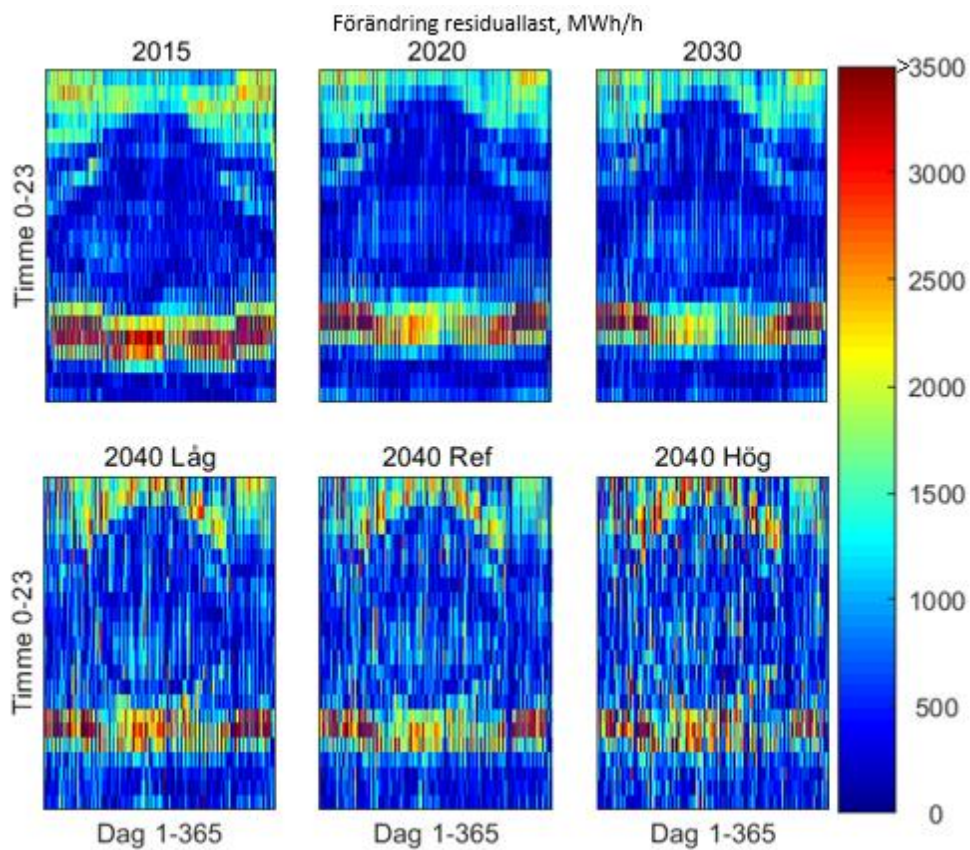 Förändring residuallast, MWh/h
2015 2020 2030
>3500
3000
2500
2000
1500
1000
500
0
Timme 0-23
2040 Låg 2040 Ref 2040 Hög
Timme 0-23
Dag 1-365 Dag 1-365 Dag 1-365